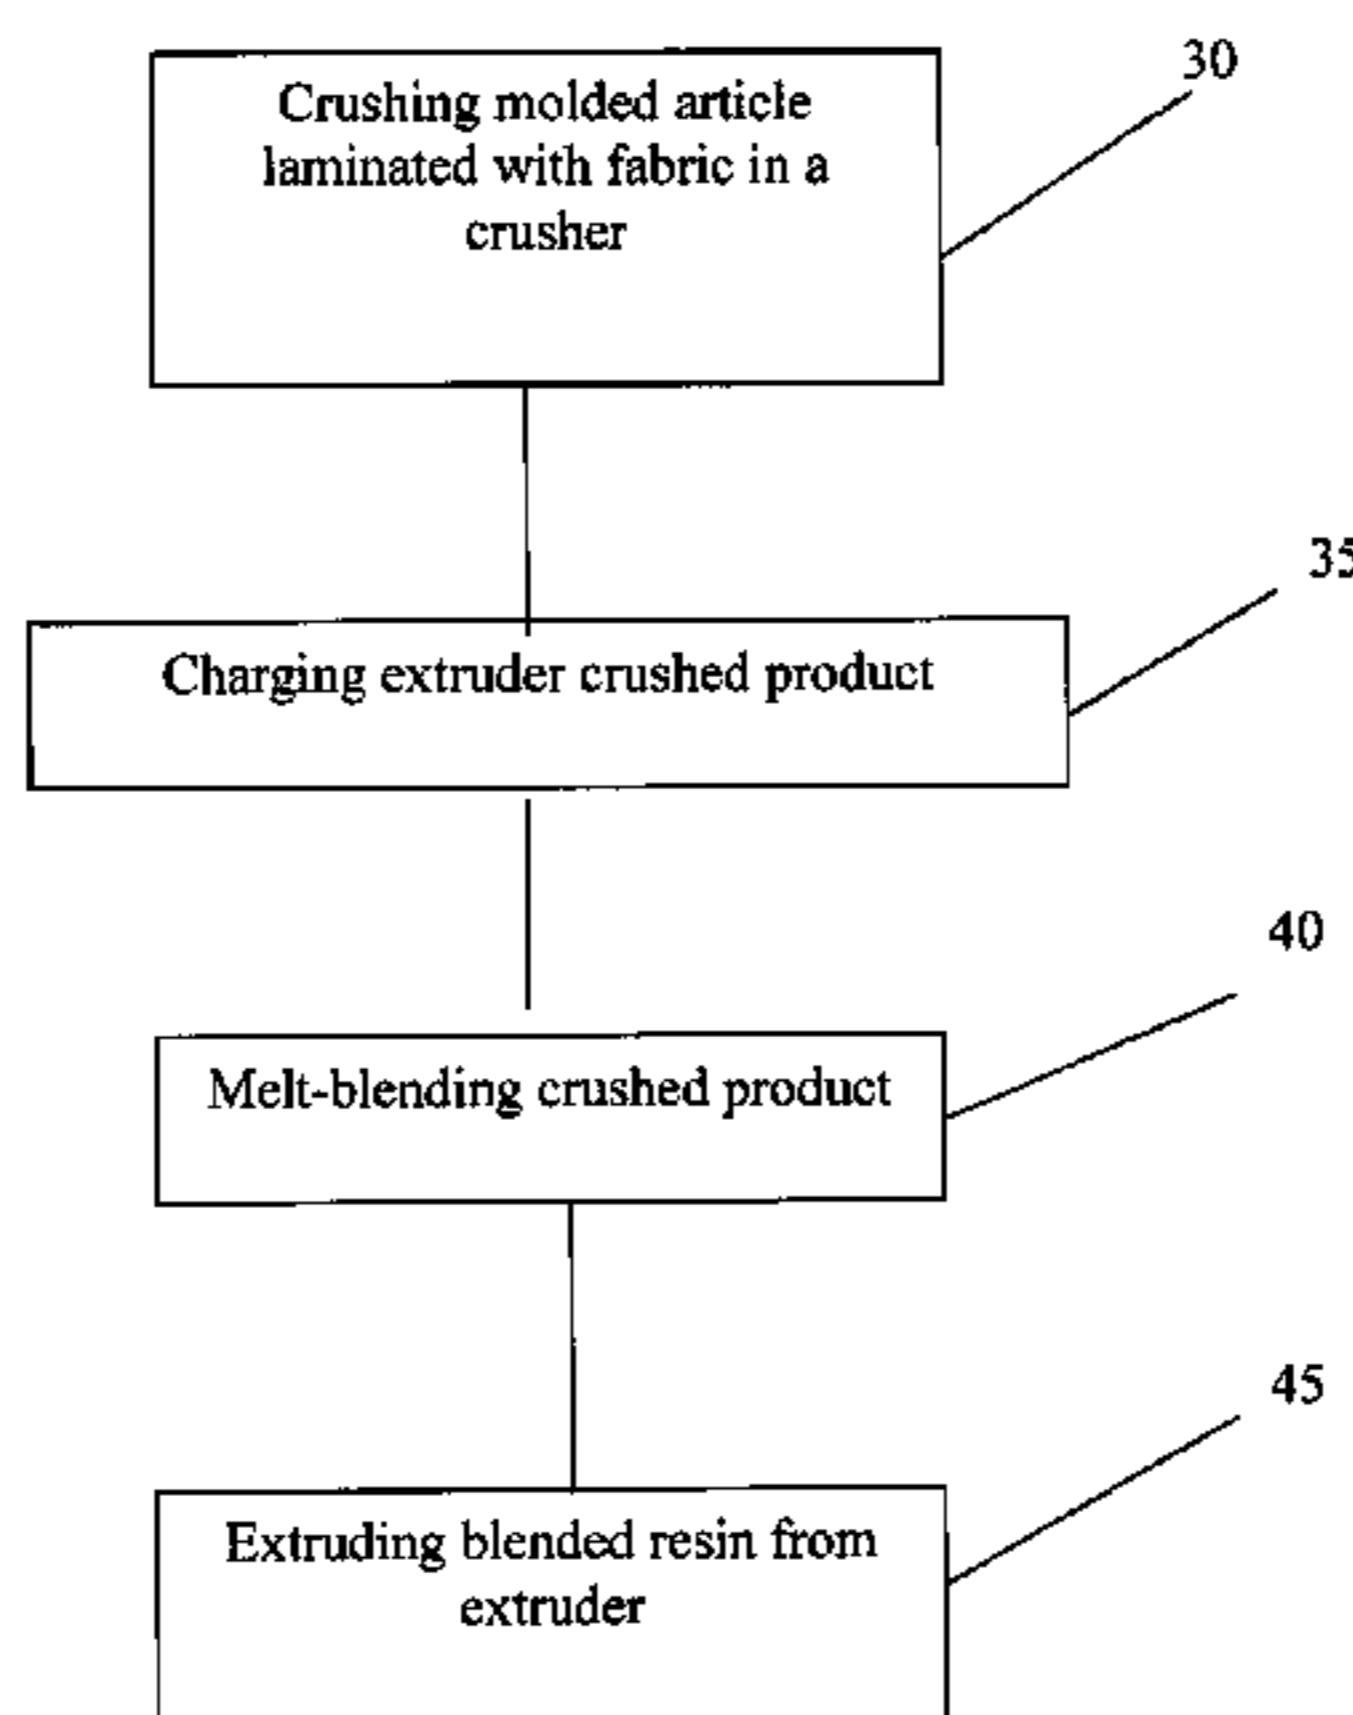 Crushing molded article
laminated with fabric in a
crusher
30
Charging extruder crushed product
35
Melt-blending crushed product
40
Extruding blended resin from
extruder
45